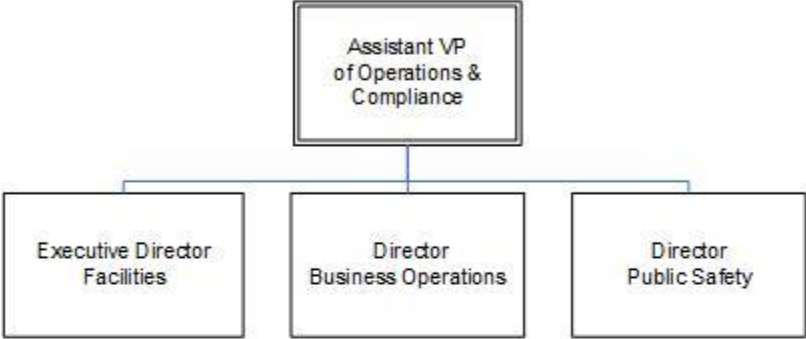 Assistant VP
of Operations &
Compliance
Executive Director
Facilities
Director
Business Operations
Director
Public Safety